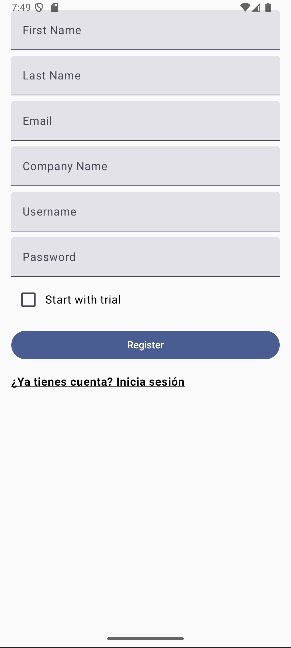 7:49
First Name
Last Name
Email
Company Name
Username
Password
Start with trial
Register
¿Ya tienes cuenta? Inicia sesión